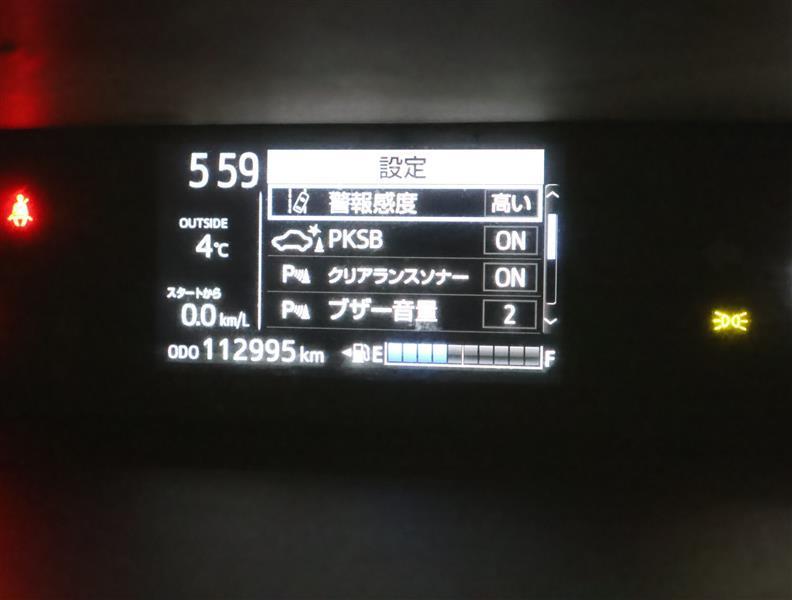 5 59
設定
警報感度 高い
OUTSIDE
4℃
PKSB ON
クリアランスソナー ON
スタートから
0.0 km/L
ブザー音量 2
ODO 112995 km
E F